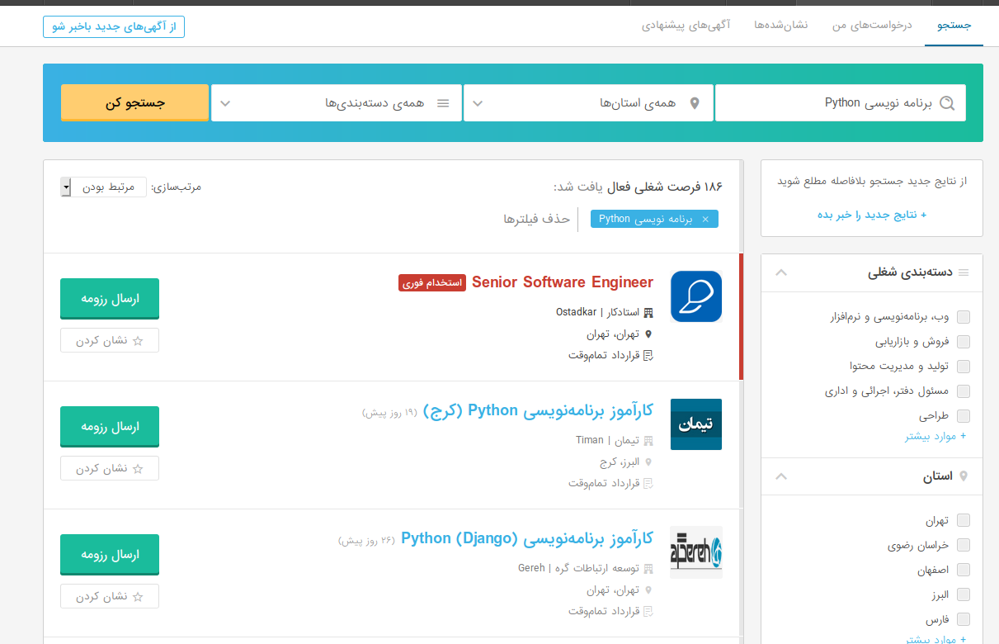 جستجو
درخواست‌های من
نشان‌شده‌ها
آگهی‌های پیشنهادی
از آگهی‌های جدید باخبر شو
برنامه نویسی Python
همه‌ی استان‌ها
همه‌ی دسته‌بندی‌ها
جستجو کن
از نتایج جدید جستجو بلافاصله مطلع شوید
+ نتایج جدید را خبر بده
دسته‌بندی شغلی
وب، برنامه‌نویسی و نرم‌افزار
فروش و بازاریابی
تولید و مدیریت محتوا
مسئول دفتر، اجرائی و اداری
طراحی
+ موارد بیشتر
استان
تهران
خراسان رضوی
اصفهان
البرز
فارس
+ موارد بیشتر
۱۸۶ فرصت شغلی فعال یافت شد:
مرتب‌سازی: مرتبط بودن
× برنامه نویسی Python
حذف فیلترها
Senior Software Engineer استخدام فوری
استادکار | Ostadkar
تهران، تهران
قرارداد تمام‌وقت
ارسال رزومه
نشان کردن
تیمان
کارآموز برنامه‌نویسی Python (کرج) (۱۹ روز پیش)
تیمان | Timan
البرز، کرج
قرارداد تمام‌وقت
ارسال رزومه
نشان کردن
کارآموز برنامه‌نویسی Python (Django) (۲۶ روز پیش)
توسعه ارتباطات گره | Gereh
تهران، تهران
قرارداد تمام‌وقت
ارسال رزومه
نشان کردن